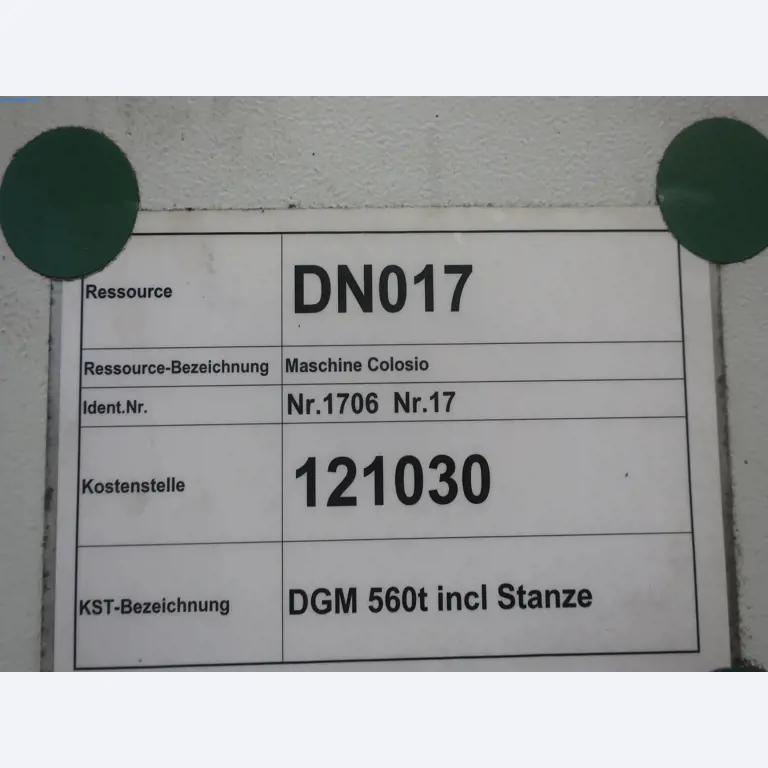 Ressource DN017
Ressource-Bezeichnung Maschine Colosio
Ident.Nr. Nr.1706 Nr.17
Kostenstelle 121030
KST-Bezeichnung DGM 560t incl Stanze